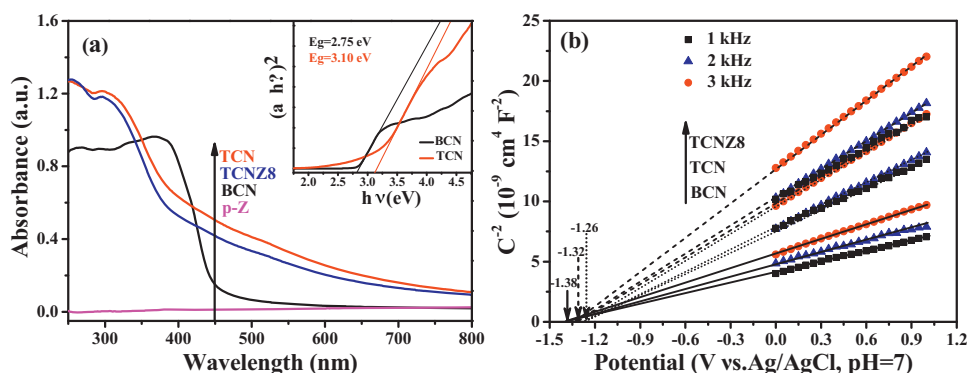 (a)
1.6
1.2
0.8
0.4
0.0
Absorbance (a.u.)
300 400 500 600 700 800
Wavelength (nm)
TCN
TCNZ8
BCN
p-Z
Eg=2.75 eV
Eg=3.10 eV
(a h?)²
BCN
TCN
2.0 2.5 3.0 3.5 4.0 4.5
h ν(eV)
(b)
1 kHz
2 kHz
3 kHz
25
20
15
10
5
0
C⁻² (10⁻⁹ cm⁴ F⁻²)
TCNZ8
TCN
BCN
-1.26
-1.32
-1.38
-1.5 -1.2 -0.9 -0.6 -0.3 0.0 0.3 0.6 0.9 1.2
Potential (V vs.Ag/AgCl, pH=7)